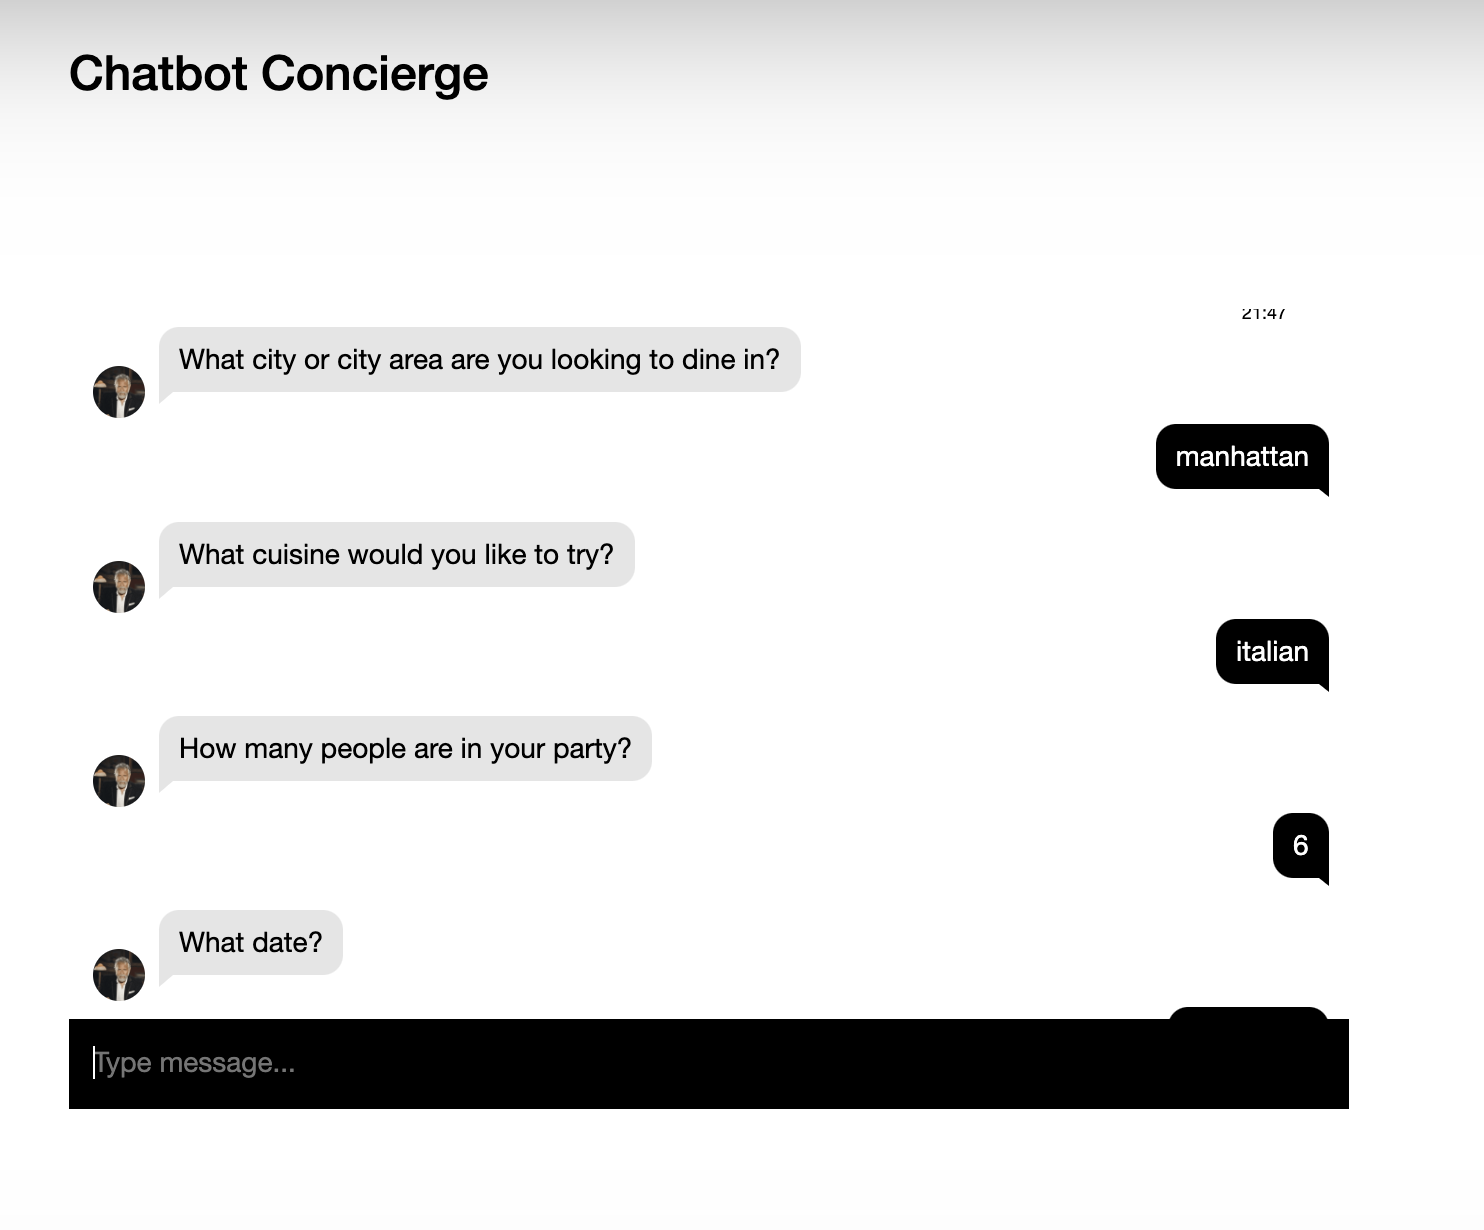 Chatbot Concierge
21:47
What city or city area are you looking to dine in?
manhattan
What cuisine would you like to try?
italian
How many people are in your party?
6
What date?
Type message...